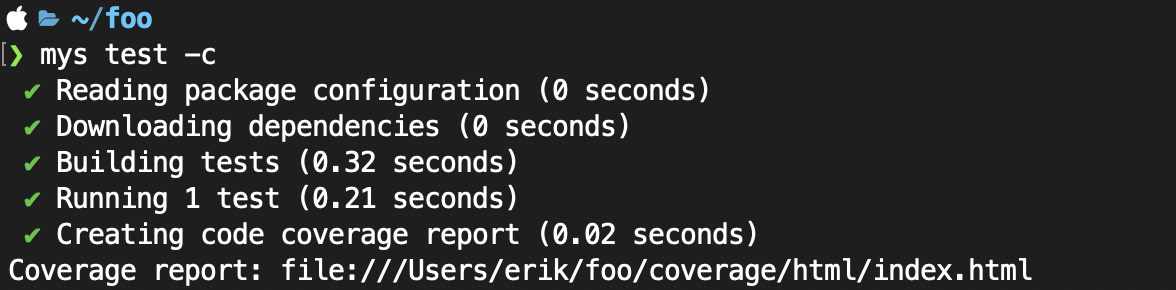 ~/foo
❯ mys test -c
✔ Reading package configuration (0 seconds)
✔ Downloading dependencies (0 seconds)
✔ Building tests (0.32 seconds)
✔ Running 1 test (0.21 seconds)
✔ Creating code coverage report (0.02 seconds)
Coverage report: file:///Users/erik/foo/coverage/html/index.html